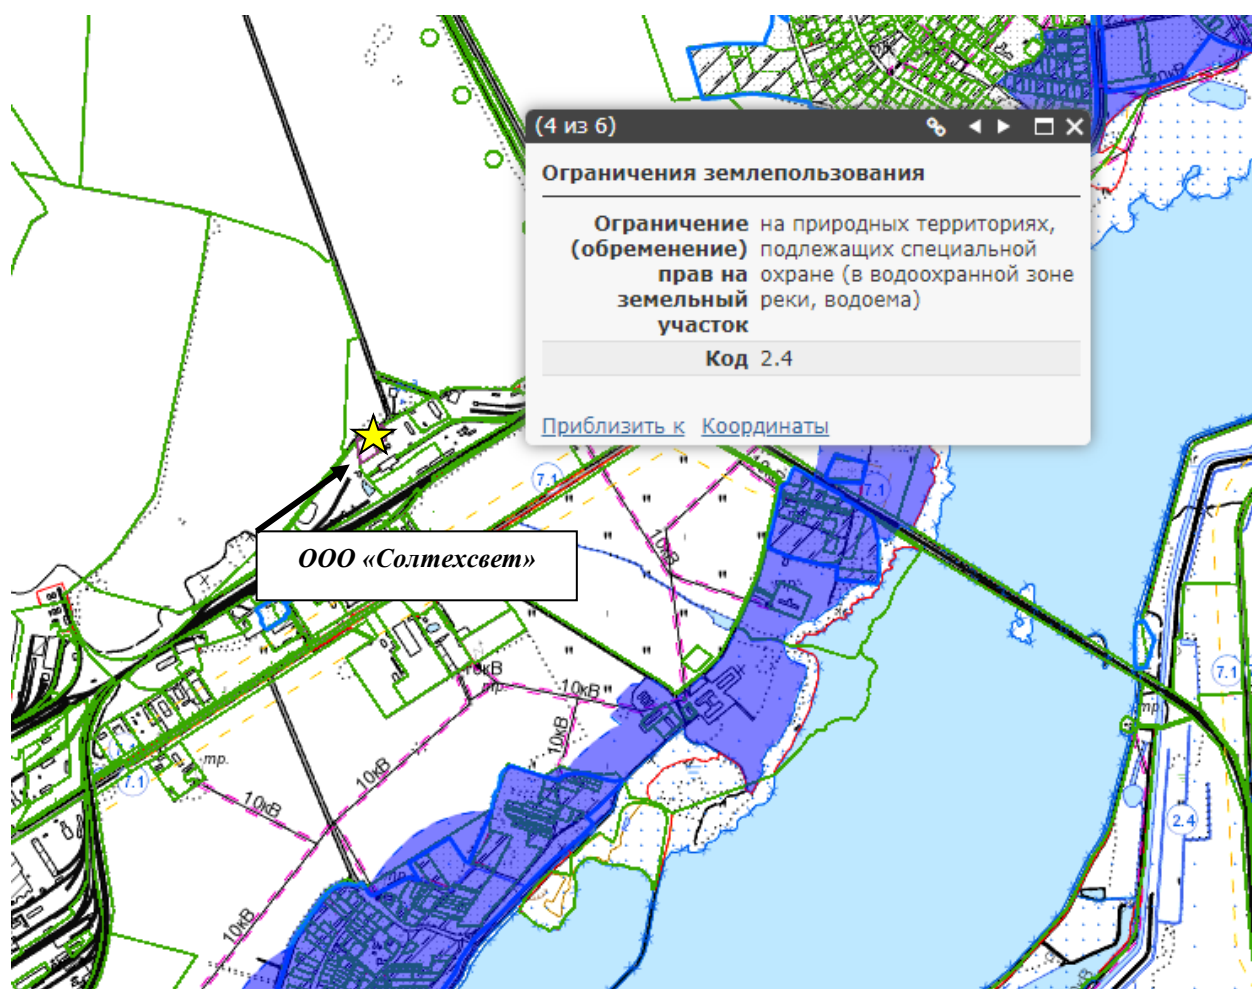 (4 из 6)
Ограничения землепользования
Ограничение на природных территориях,
(обременение) подлежащих специальной
прав на охране (в водоохранной зоне
земельный реки, водоема)
участок
Код 2.4
Приблизить к Координаты
ООО «Солтехсвет»
10кВ
7.1
7.1
10кВ
10кВ
10кВ
тр.
10кВ
7.1
тр.
тр.
7.1
10кВ
10кВ
10кВ
2.4
тр.
10кВ